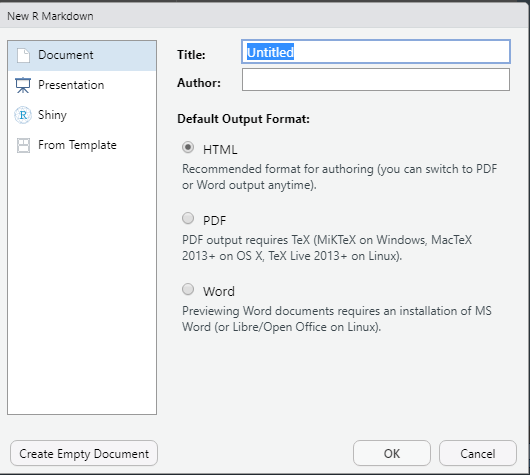 New R Markdown
Document
Presentation
R Shiny
From Template
Title: Untitled
Author:
Default Output Format:
HTML
Recommended format for authoring (you can switch to PDF
or Word output anytime).
PDF
PDF output requires TeX (MiKTeX on Windows, MacTeX
2013+ on OS X, TeX Live 2013+ on Linux).
Word
Previewing Word documents requires an installation of MS
Word (or Libre/Open Office on Linux).
Create Empty Document OK Cancel